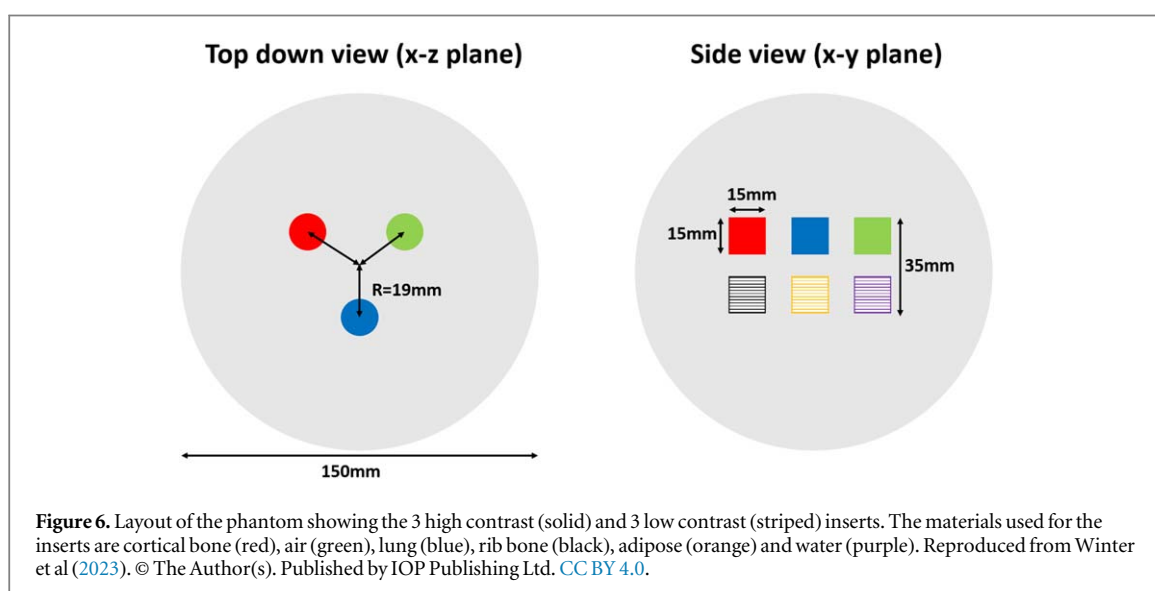 Top down view (x-z plane)
Side view (x-y plane)
R=19mm
150mm
15mm
15mm
35mm
Figure 6. Layout of the phantom showing the 3 high contrast (solid) and 3 low contrast (striped) inserts. The materials used for the
inserts are cortical bone (red), air (green), lung (blue), rib bone (black), adipose (orange) and water (purple). Reproduced from Winter
et al (2023). © The Author(s). Published by IOP Publishing Ltd. CC BY 4.0.